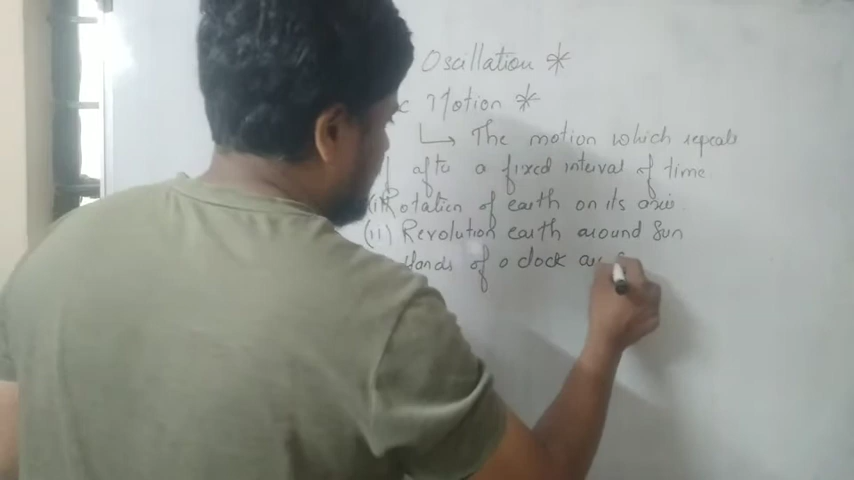 Oscillation *
c Motion *
↳ The motion which repeats
afte a fixed interval of time.
(i) Rotation of earth on its axis.
(ii) Revolution earth around Sun
Hands of a clock